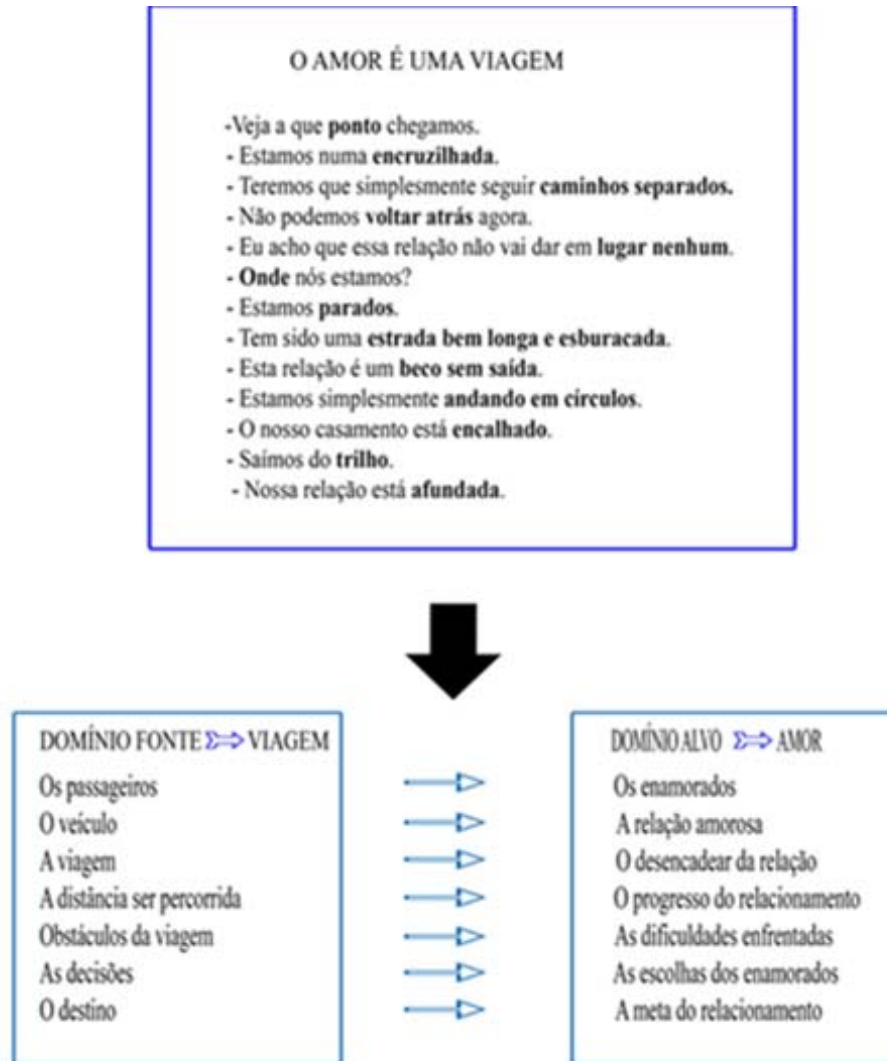 O AMOR É UMA VIAGEM
-Veja a que ponto chegamos.
- Estamos numa encruzilhada.
- Teremos que simplesmente seguir caminhos separados.
- Não podemos voltar atrás agora.
- Eu acho que essa relação não vai dar em lugar nenhum.
- Onde nós estamos?
- Estamos parados.
- Tem sido uma estrada bem longa e esburacada.
- Esta relação é um beco sem saída.
- Estamos simplesmente andando em círculos.
- O nosso casamento está encalhado.
- Saímos do trilho.
- Nossa relação está afundada.
DOMÍNIO FONTE ⇒ VIAGEM
Os passageiros
O veículo
A viagem
A distância ser percorrida
Obstáculos da viagem
As decisões
O destino
DOMÍNIO ALVO ⇒ AMOR
Os enamorados
A relação amorosa
O desencadear da relação
O progresso do relacionamento
As dificuldades enfrentadas
As escolhas dos enamorados
A meta do relacionamento